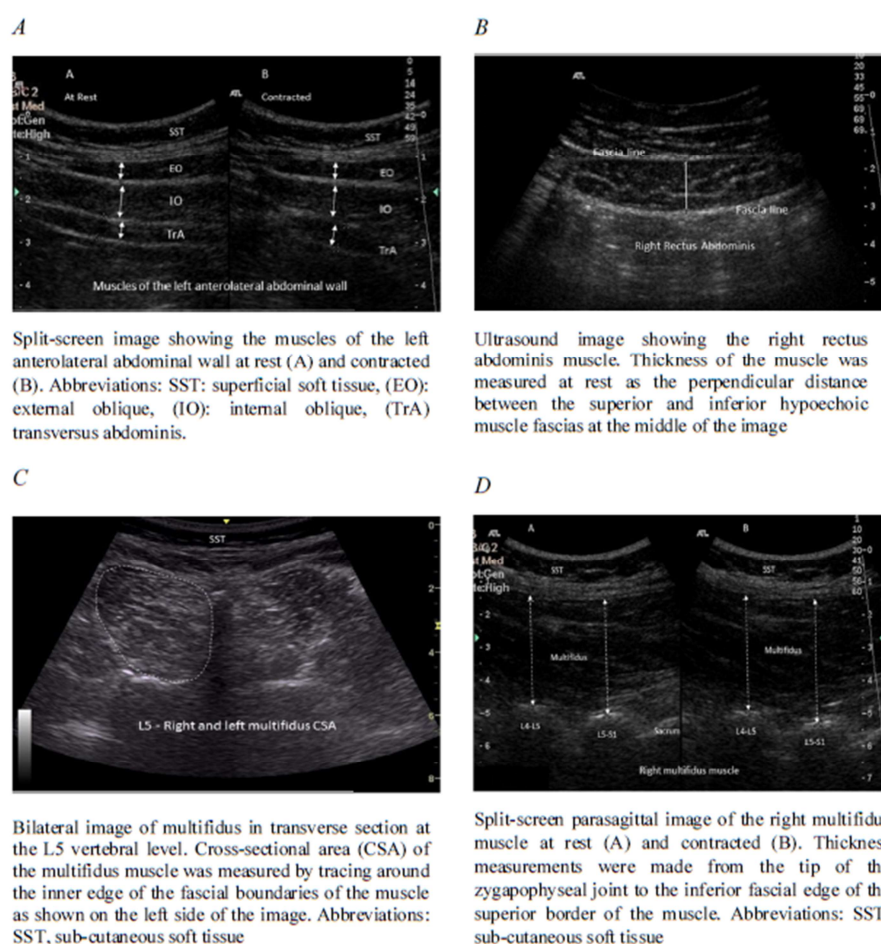 A
A
At Rest
B
Contracted
SST
SST
EO
EO
IO
IO
TrA
TrA
Muscles of the left anterolateral abdominal wall
Split-screen image showing the muscles of the left
anterolateral abdominal wall at rest (A) and contracted
(B). Abbreviations: SST: superficial soft tissue, (EO):
external oblique, (IO): internal oblique, (TrA)
transversus abdominis.
B
Fascia line
Fascia line
Right Rectus Abdominis
Ultrasound image showing the right rectus
abdominis muscle. Thickness of the muscle was
measured at rest as the perpendicular distance
between the superior and inferior hypoechoic
muscle fascias at the middle of the image
C
SST
0
2
4
6
8
L5 - Right and left multifidus CSA
Bilateral image of multifidus in transverse section at
the L5 vertebral level. Cross-sectional area (CSA) of
the multifidus muscle was measured by tracing around
the inner edge of the fascial boundaries of the muscle
as shown on the left side of the image. Abbreviations:
SST, sub-cutaneous soft tissue
D
A
B
SST
SST
Multifidus
Multifidus
L4-L5
L5-S1
Sacrum
L4-L5
L5-S1
Right multifidus muscle
Split-screen parasagittal image of the right multifidu
muscle at rest (A) and contracted (B). Thicknes
measurements were made from the tip of th
zygapophyseal joint to the inferior fascial edge of th
superior border of the muscle. Abbreviations: SST
sub-cutaneous soft tissue